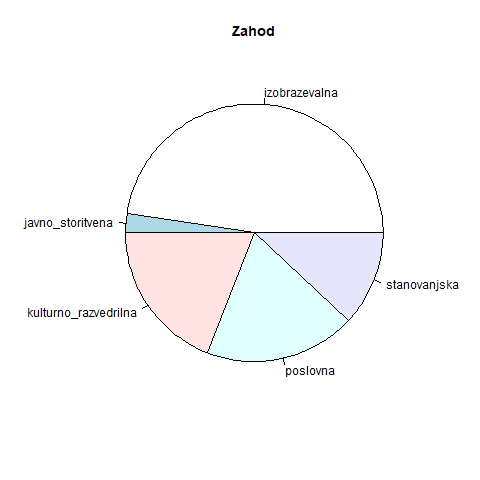 Zahod
izobrazevalna
javno_storitvena
stanovanjska
kulturno_razvedrilna
poslovna